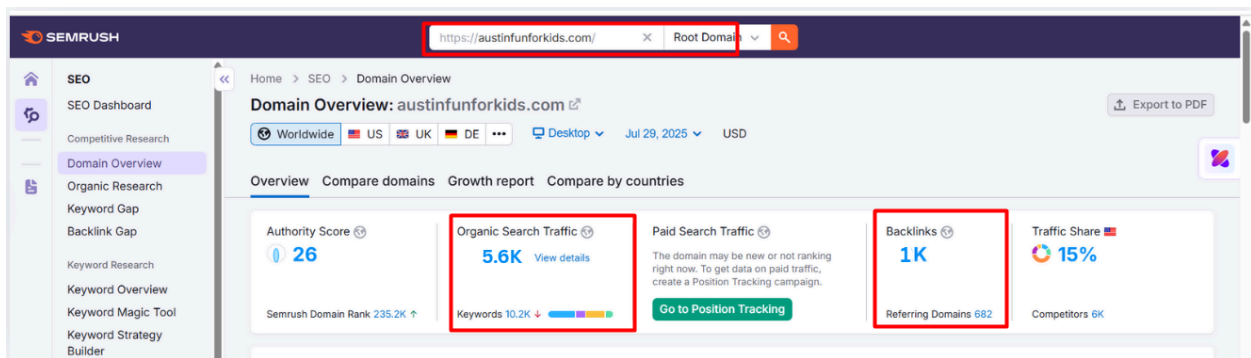 SEMRUSH
https://austinfunforkids.com/ × Root Domain
SEO
SEO Dashboard
Competitive Research
Domain Overview
Organic Research
Keyword Gap
Backlink Gap
Keyword Research
Keyword Overview
Keyword Magic Tool
Keyword Strategy
Builder
Home > SEO > Domain Overview
Domain Overview: austinfunforkids.com
Export to PDF
Worldwide US UK DE ••• Desktop Jul 29, 2025 USD
Overview Compare domains Growth report Compare by countries
Authority Score
26
Semrush Domain Rank 235.2K ↑
Organic Search Traffic
5.6K View details
Keywords 10.2K ↓
Paid Search Traffic
The domain may be new or not ranking
right now. To get data on paid traffic,
create a Position Tracking campaign.
Go to Position Tracking
Backlinks
1K
Referring Domains 682
Traffic Share
15%
Competitors 6K